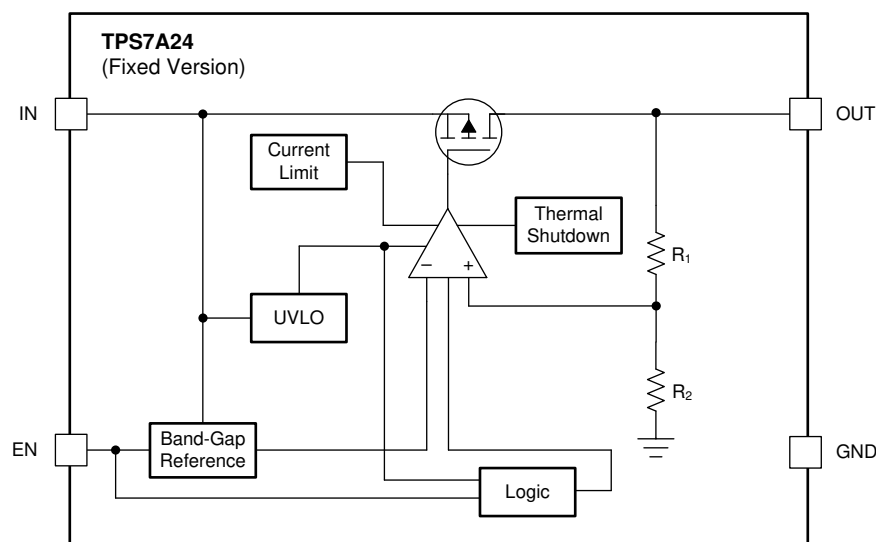 TPS7A24
(Fixed Version)
IN
OUT
Current
Limit
Thermal
Shutdown
R₁
− +
UVLO
R₂
EN
Band-Gap
Reference
GND
Logic